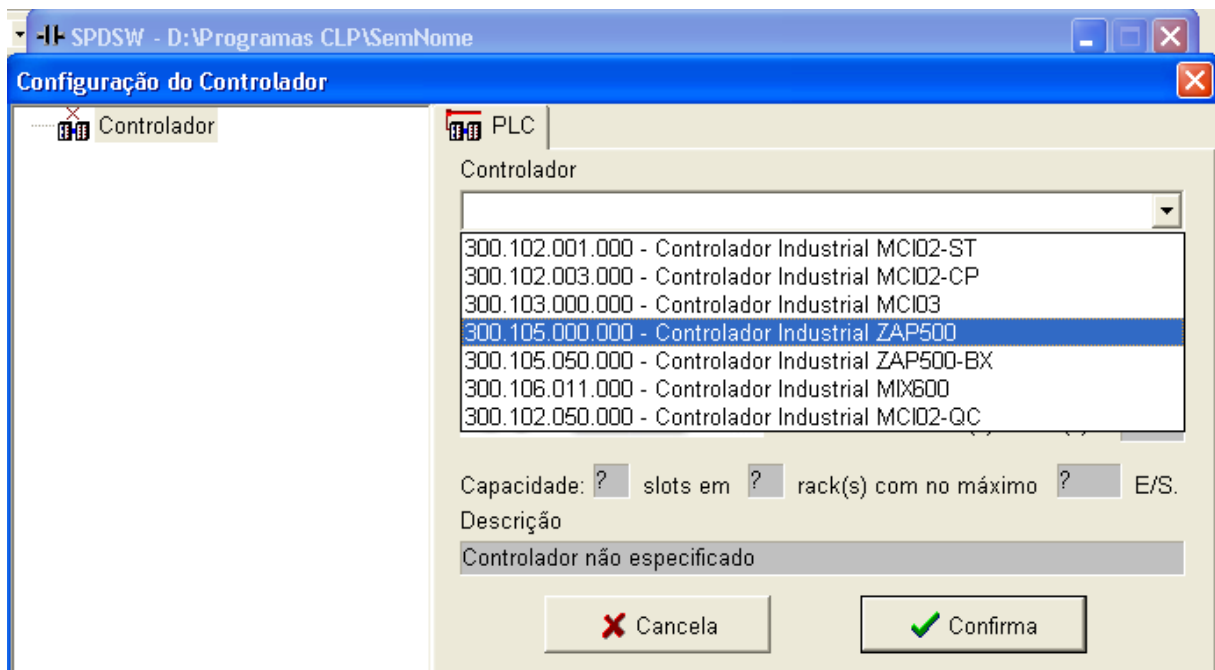 SPDSW - D:\Programas CLP\SemNome
Configuração do Controlador
Controlador
PLC
Controlador
300.102.001.000 - Controlador Industrial MCI02-ST
300.102.003.000 - Controlador Industrial MCI02-CP
300.103.000.000 - Controlador Industrial MCI03
300.105.000.000 - Controlador Industrial ZAP500
300.105.050.000 - Controlador Industrial ZAP500-BX
300.106.011.000 - Controlador Industrial MIX600
300.102.050.000 - Controlador Industrial MCI02-QC
Capacidade: ? slots em ? rack(s) com no máximo ? E/S.
Descrição
Controlador não especificado
Cancela
Confirma